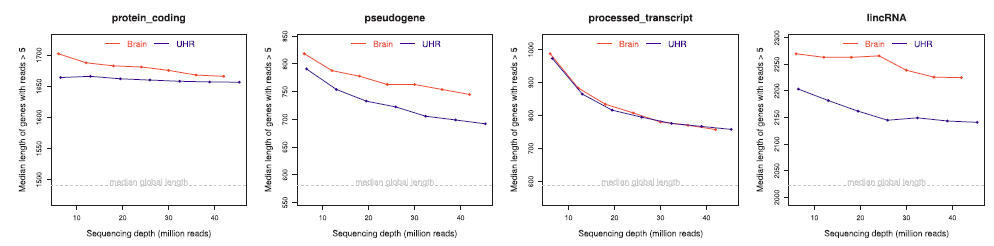 protein_coding
Brain UHR
Median length of genes with reads > 5
1700
1650
1600
1550
1500
median global length
10 20 30 40
Sequencing depth (million reads)
pseudogene
Brain UHR
Median length of genes with reads > 5
850
800
750
700
650
600
550
median global length
10 20 30 40
Sequencing depth (million reads)
processed_transcript
Brain UHR
Median length of genes with reads > 5
1000
900
800
700
600
median global length
10 20 30 40
Sequencing depth (million reads)
lincRNA
Brain UHR
Median length of genes with reads > 5
2300
2250
2200
2150
2100
2050
2000
median global length
10 20 30 40
Sequencing depth (million reads)